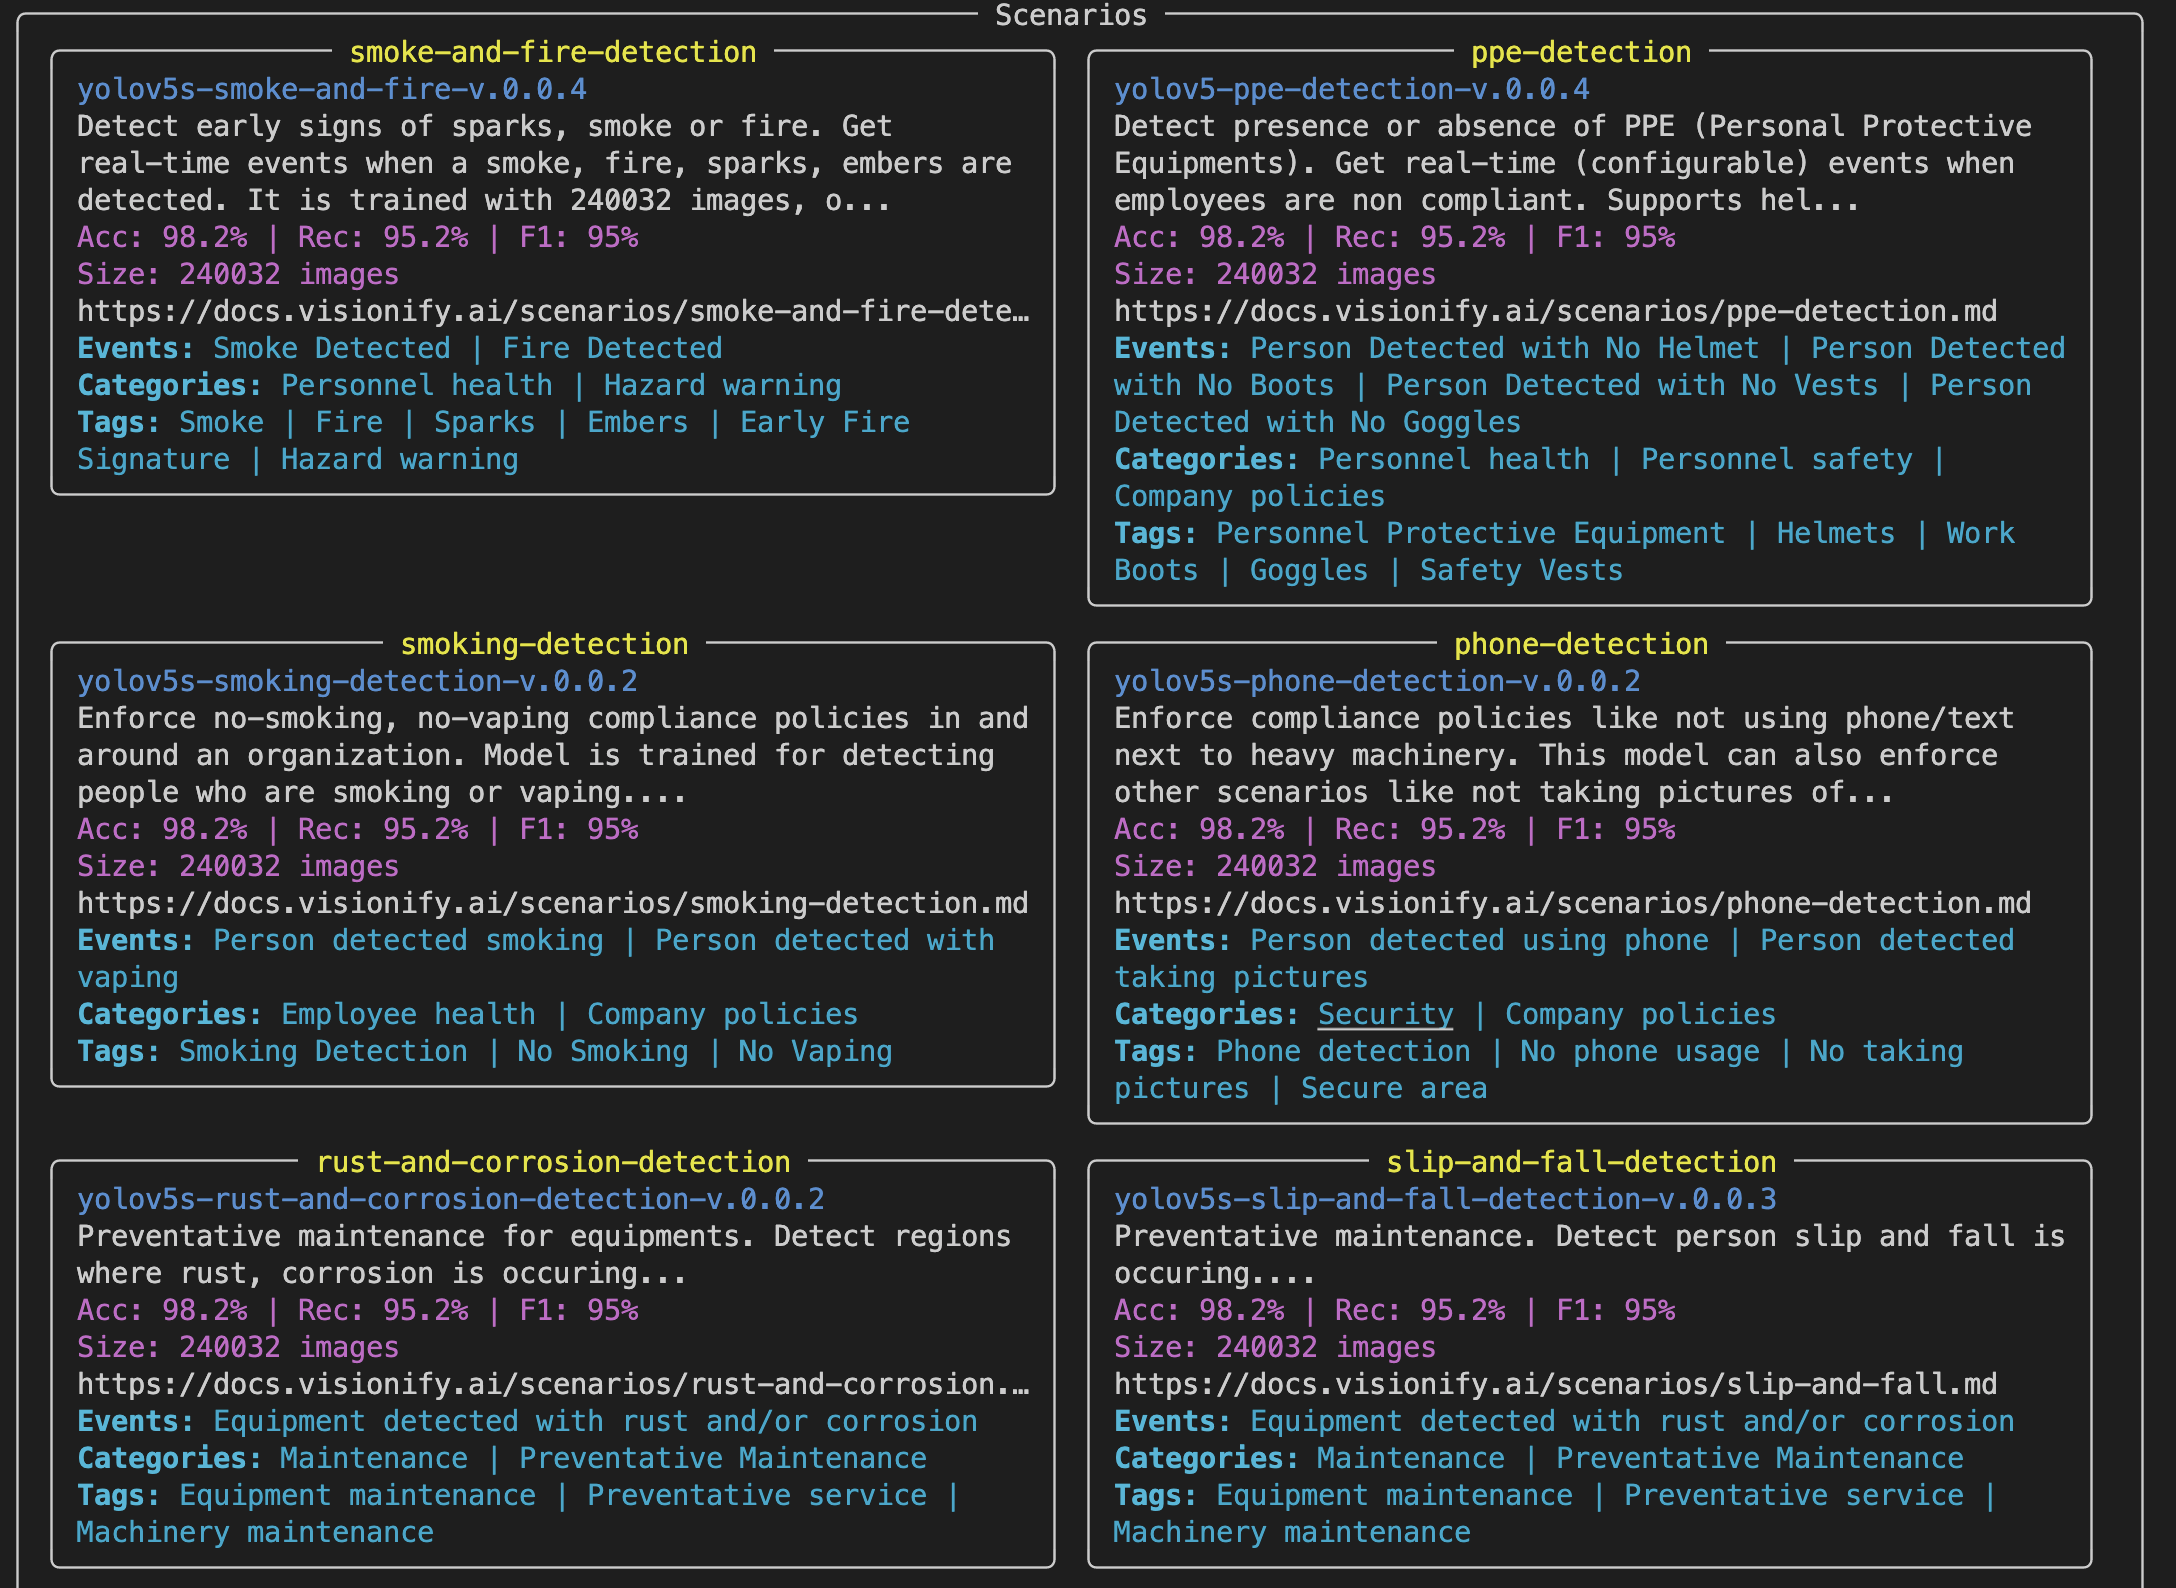 Scenarios
smoke-and-fire-detection
yolov5s-smoke-and-fire-v.0.0.4
Detect early signs of sparks, smoke or fire. Get
real-time events when a smoke, fire, sparks, embers are
detected. It is trained with 240032 images, o...
Acc: 98.2% | Rec: 95.2% | F1: 95%
Size: 240032 images
https://docs.visionify.ai/scenarios/smoke-and-fire-dete…
Events: Smoke Detected | Fire Detected
Categories: Personnel health | Hazard warning
Tags: Smoke | Fire | Sparks | Embers | Early Fire
Signature | Hazard warning
ppe-detection
yolov5-ppe-detection-v.0.0.4
Detect presence or absence of PPE (Personal Protective
Equipments). Get real-time (configurable) events when
employees are non compliant. Supports hel...
Acc: 98.2% | Rec: 95.2% | F1: 95%
Size: 240032 images
https://docs.visionify.ai/scenarios/ppe-detection.md
Events: Person Detected with No Helmet | Person Detected
with No Boots | Person Detected with No Vests | Person
Detected with No Goggles
Categories: Personnel health | Personnel safety |
Company policies
Tags: Personnel Protective Equipment | Helmets | Work
Boots | Goggles | Safety Vests
smoking-detection
yolov5s-smoking-detection-v.0.0.2
Enforce no-smoking, no-vaping compliance policies in and
around an organization. Model is trained for detecting
people who are smoking or vaping....
Acc: 98.2% | Rec: 95.2% | F1: 95%
Size: 240032 images
https://docs.visionify.ai/scenarios/smoking-detection.md
Events: Person detected smoking | Person detected with
vaping
Categories: Employee health | Company policies
Tags: Smoking Detection | No Smoking | No Vaping
phone-detection
yolov5s-phone-detection-v.0.0.2
Enforce compliance policies like not using phone/text
next to heavy machinery. This model can also enforce
other scenarios like not taking pictures of...
Acc: 98.2% | Rec: 95.2% | F1: 95%
Size: 240032 images
https://docs.visionify.ai/scenarios/phone-detection.md
Events: Person detected using phone | Person detected
taking pictures
Categories: Security | Company policies
Tags: Phone detection | No phone usage | No taking
pictures | Secure area
rust-and-corrosion-detection
yolov5s-rust-and-corrosion-detection-v.0.0.2
Preventative maintenance for equipments. Detect regions
where rust, corrosion is occuring...
Acc: 98.2% | Rec: 95.2% | F1: 95%
Size: 240032 images
https://docs.visionify.ai/scenarios/rust-and-corrosion.…
Events: Equipment detected with rust and/or corrosion
Categories: Maintenance | Preventative Maintenance
Tags: Equipment maintenance | Preventative service |
Machinery maintenance
slip-and-fall-detection
yolov5s-slip-and-fall-detection-v.0.0.3
Preventative maintenance. Detect person slip and fall is
occuring....
Acc: 98.2% | Rec: 95.2% | F1: 95%
Size: 240032 images
https://docs.visionify.ai/scenarios/slip-and-fall.md
Events: Equipment detected with rust and/or corrosion
Categories: Maintenance | Preventative Maintenance
Tags: Equipment maintenance | Preventative service |
Machinery maintenance